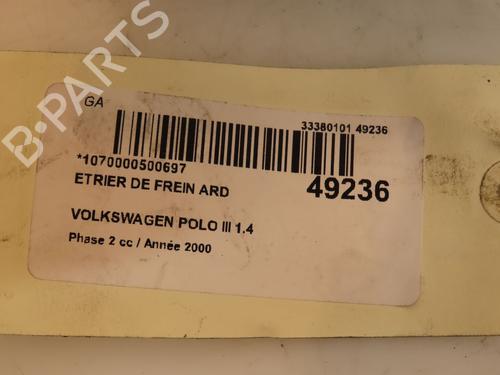 B-PARTS
GA
33380101 49236
*1070000500697
ETRIER DE FREIN ARD
49236
VOLKSWAGEN POLO III 1.4
Phase 2 cc / Année 2000